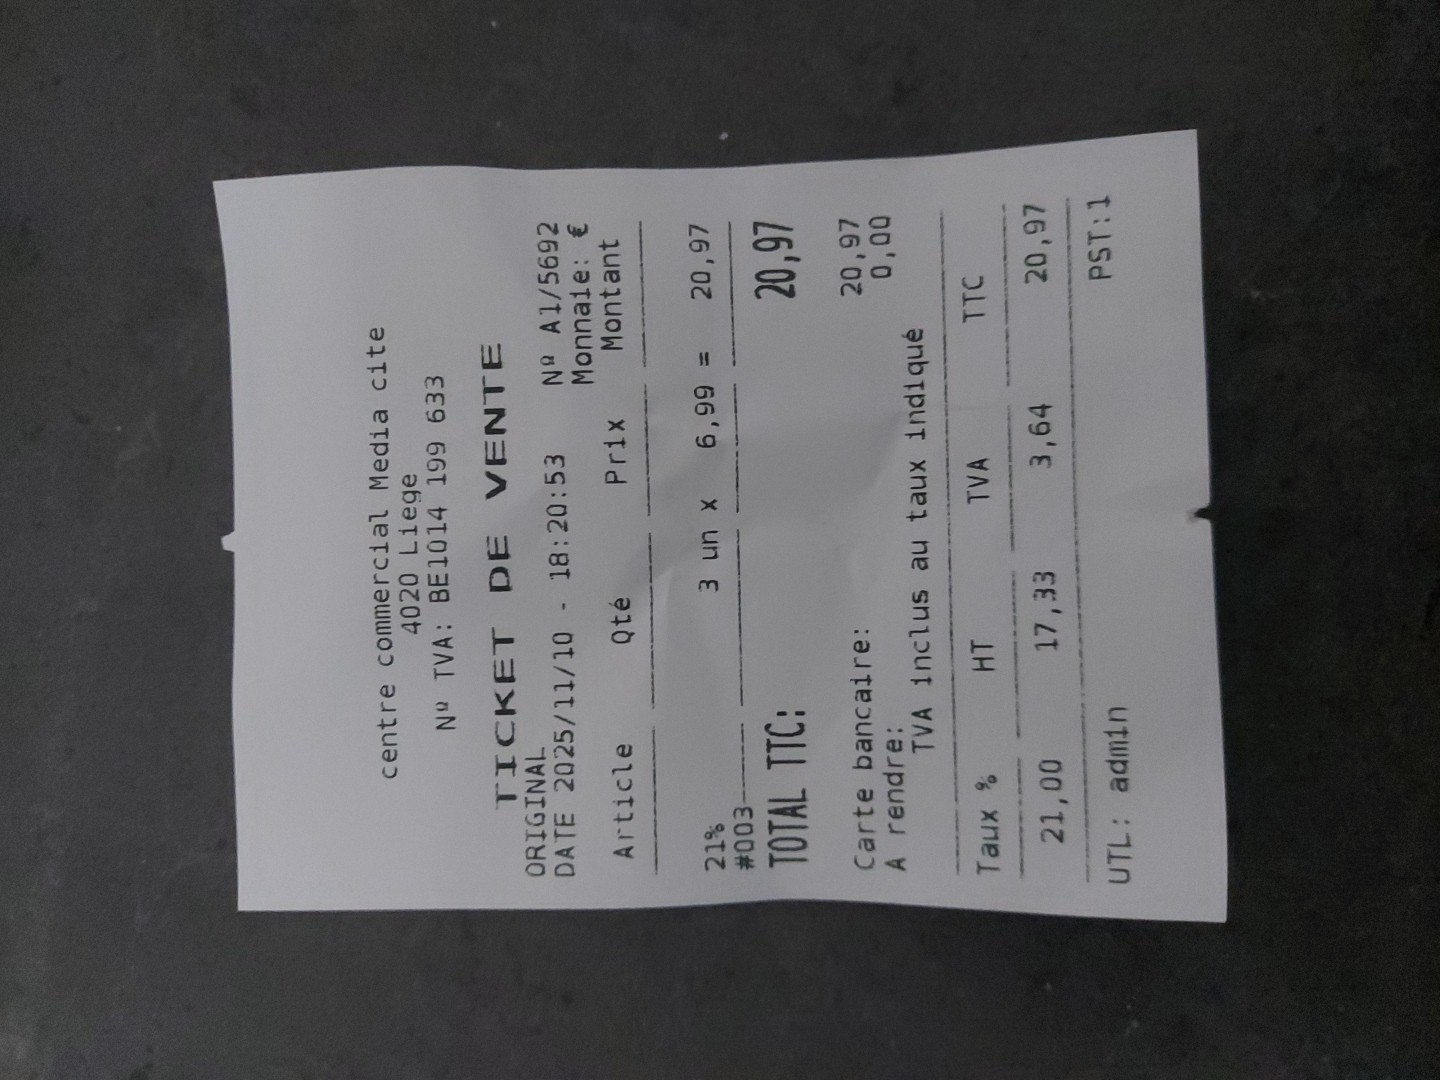 centre commercial Media cite
4020 Liege
Nº TVA: BE1014 199 633
TICKET DE VENTE
ORIGINAL Nº A1/5692
DATE 2025/11/10 - 18:20:53 Monnaie: €
Article Qté Prix Montant
21% 3 un x 6,99 = 20,97
#003
TOTAL TTC: 20,97
Carte bancaire: 20,97
A rendre: 0,00
TVA inclus au taux indiqué
Taux % HT TVA TTC
21,00 17,33 3,64 20,97
UTL: admin PST:1